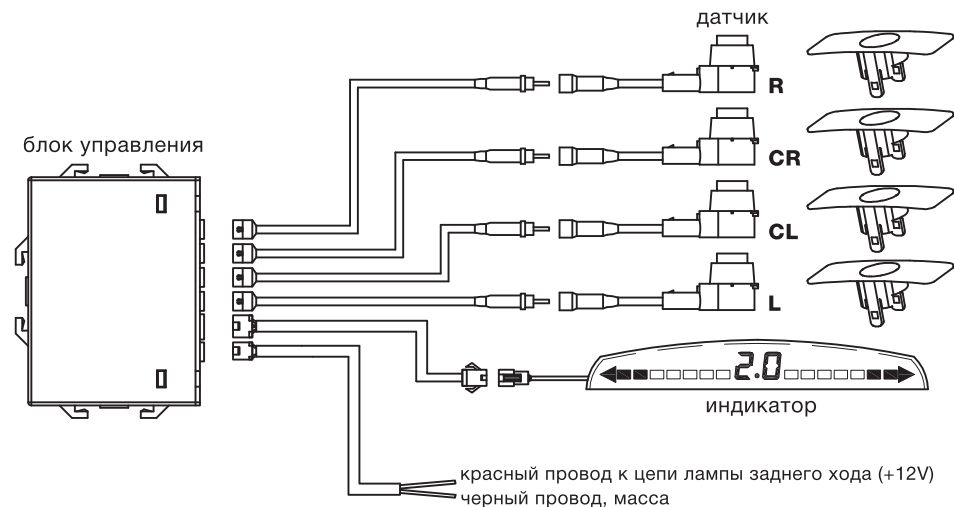 датчик
R
блок управления
CR
CL
L
2.0
индикатор
красный провод к цепи лампы заднего хода (+12V)
черный провод, масса